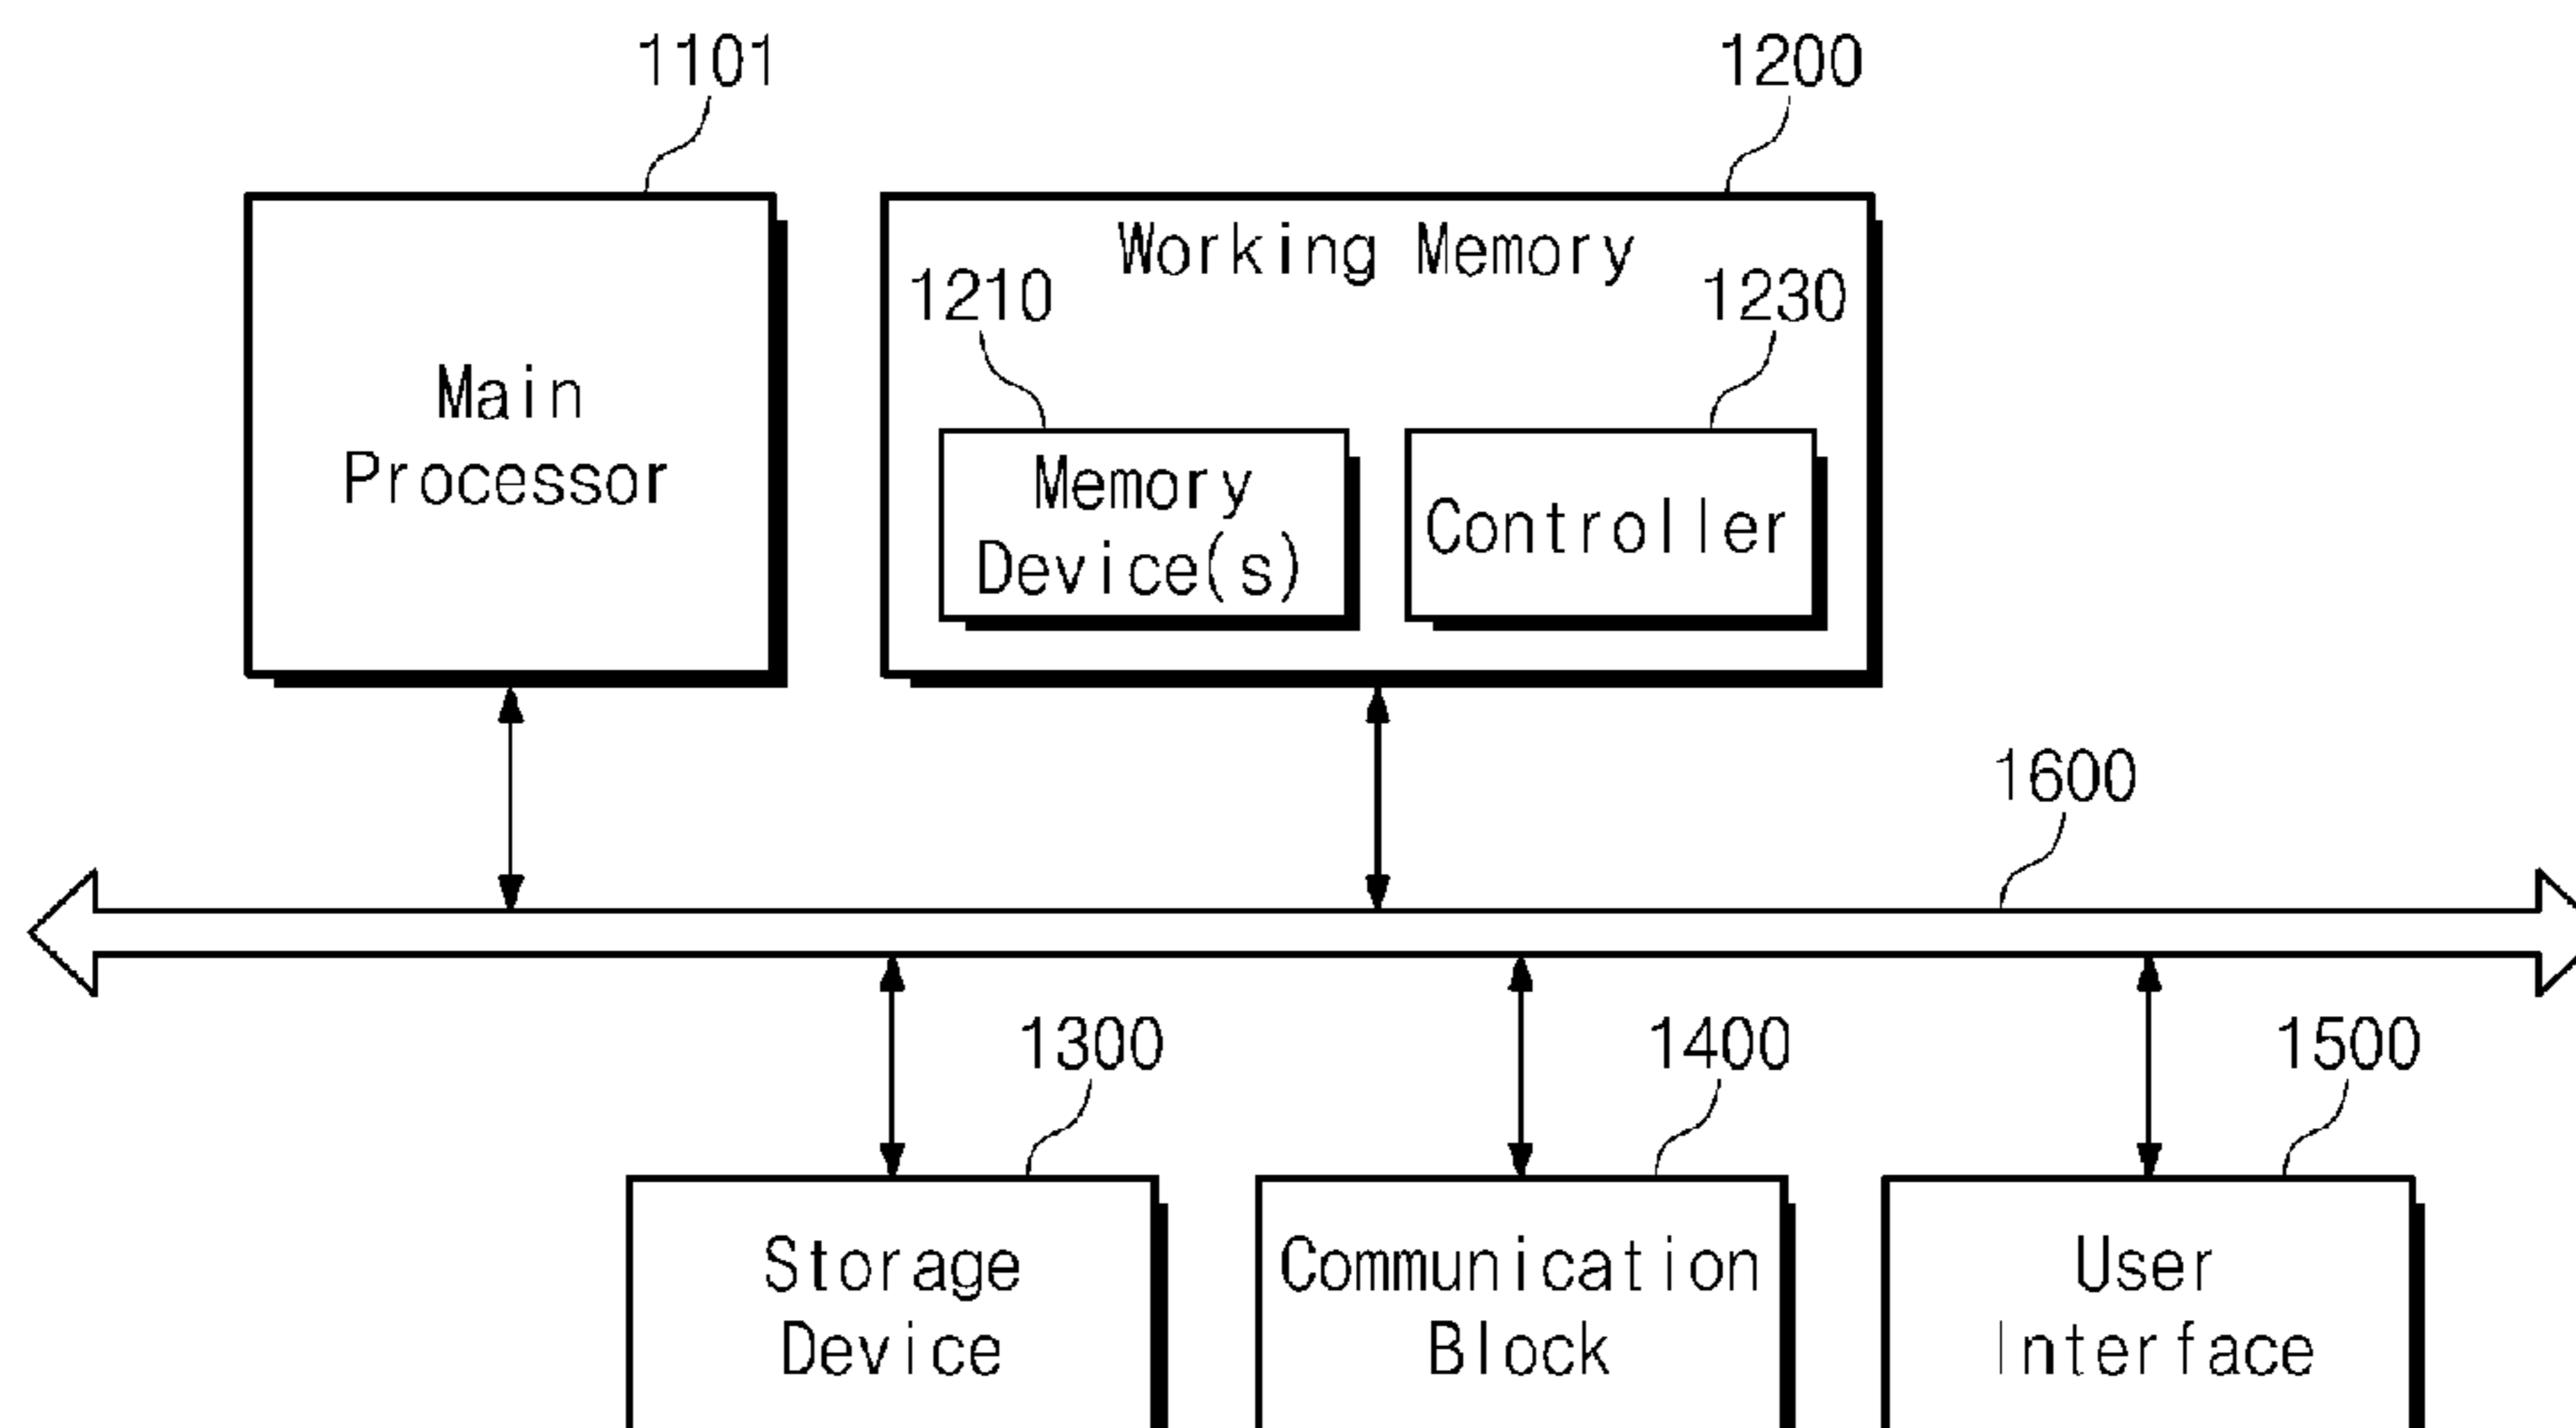 1101
1200
Working Memory
1210
1230
Main
Processor
Memory
Device(s)
Controller
1600
1300
1400
1500
Storage
Device
Communication
Block
User
Interface